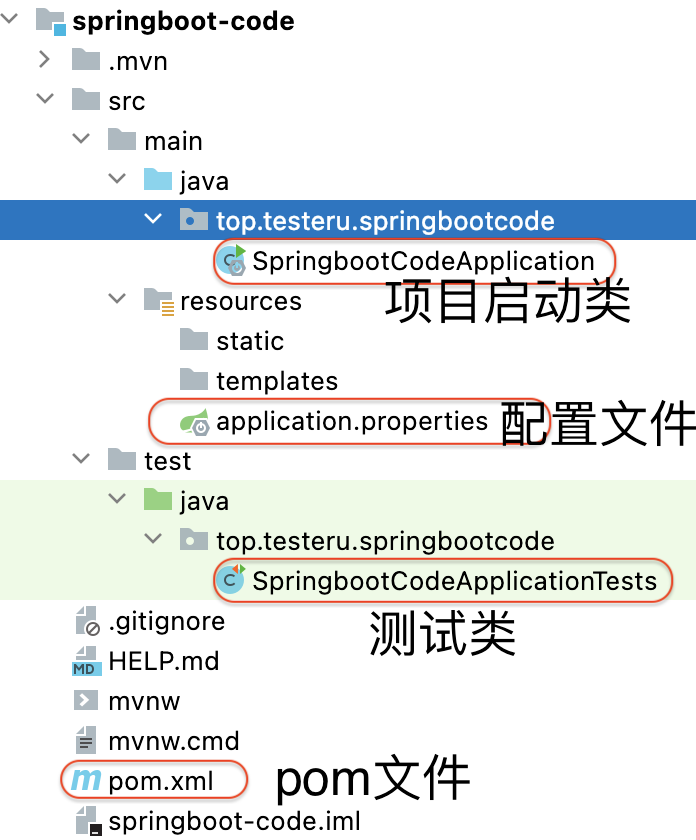 springboot-code
.mvn
src
main
java
top.testeru.springbootcode
SpringbootCodeApplication
项目启动类
resources
static
templates
application.properties 配置文件
test
java
top.testeru.springbootcode
SpringbootCodeApplicationTests
测试类
.gitignore
MD HELP.md
mvnw
mvnw.cmd
m pom.xml pom文件
springboot-code.iml